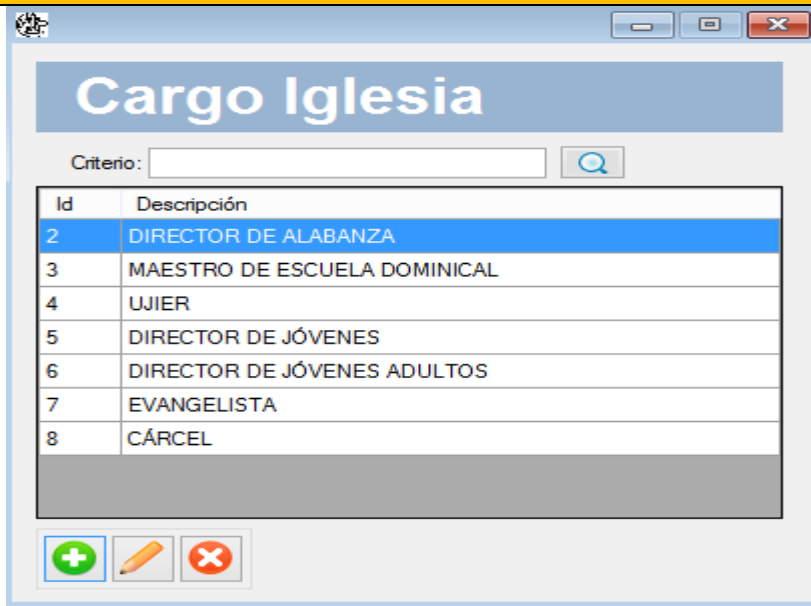 Cargo Iglesia
Criterio:
Id Descripción
2 DIRECTOR DE ALABANZA
3 MAESTRO DE ESCUELA DOMINICAL
4 UJIER
5 DIRECTOR DE JÓVENES
6 DIRECTOR DE JÓVENES ADULTOS
7 EVANGELISTA
8 CÁRCEL